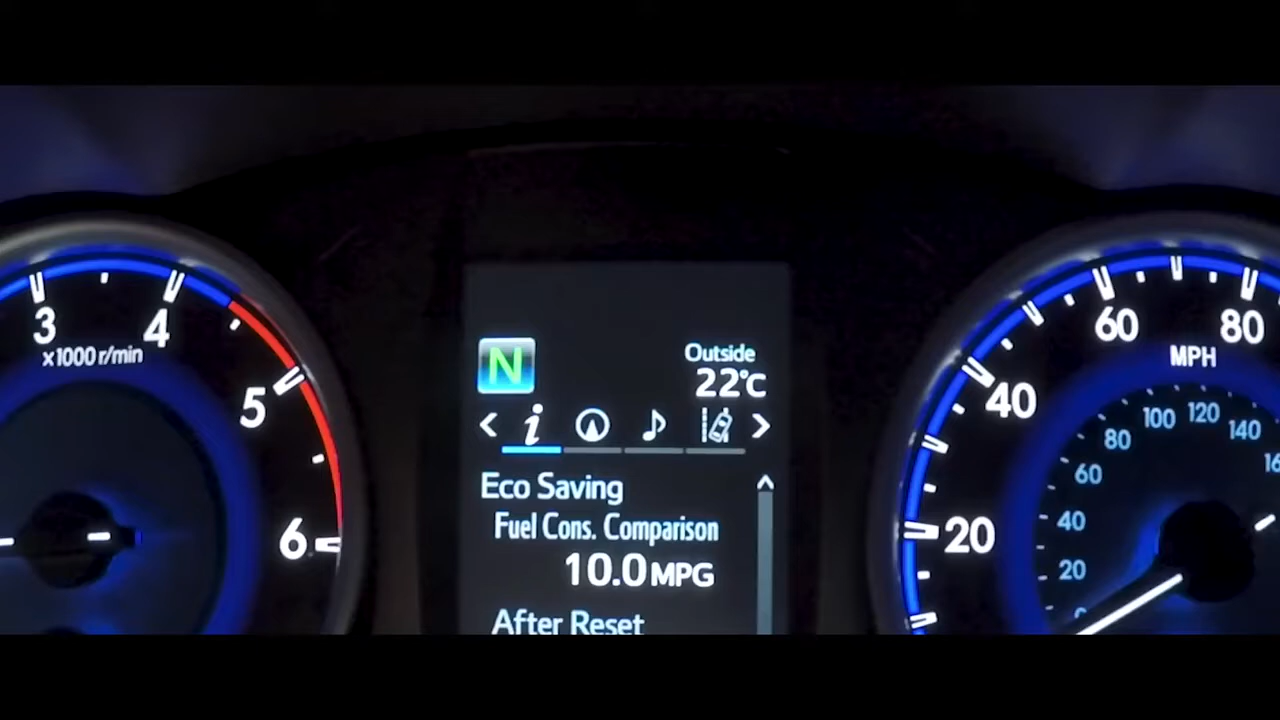 3
4
x1000 r/min
5
6
N
Outside
22°C
< i >
Eco Saving
Fuel Cons. Comparison
10.0 MPG
After Reset
60
80
MPH
40
20
100
120
140
80
60
40
20